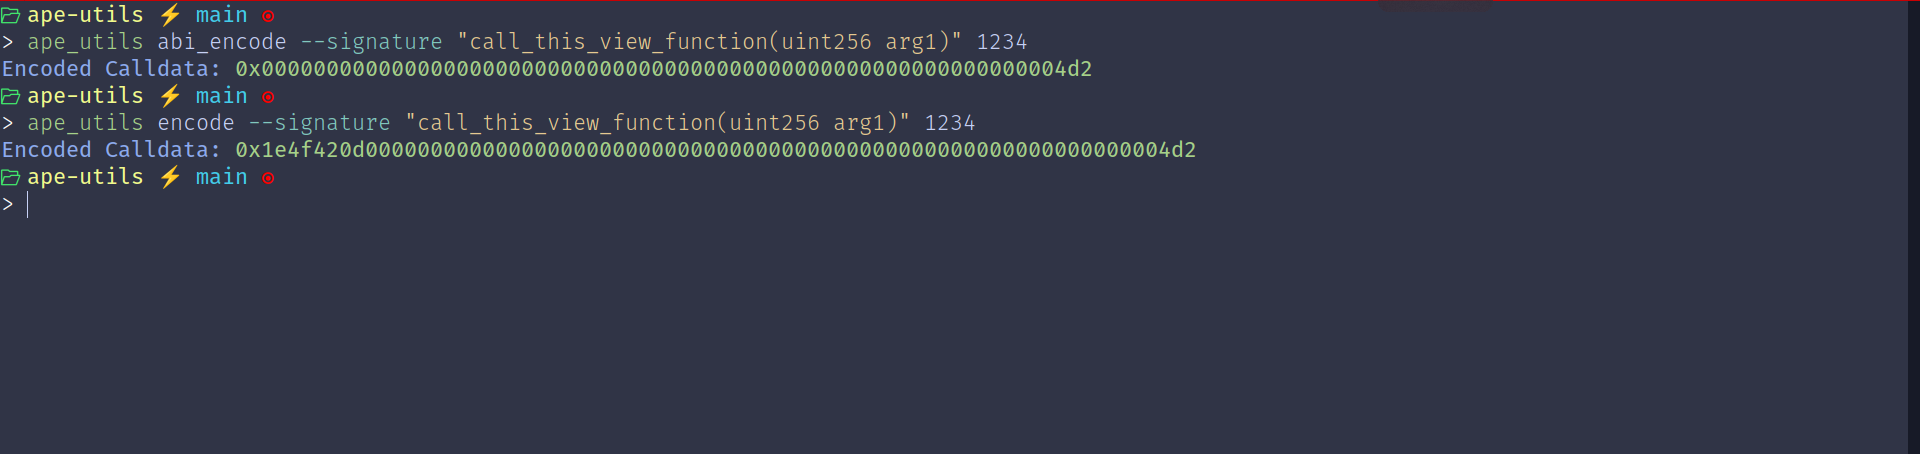 ape-utils ⚡ main
> ape_utils abi_encode --signature "call_this_view_function(uint256 arg1)" 1234
Encoded Calldata: 0x00000000000000000000000000000000000000000000000000000000000004d2
ape-utils ⚡ main
> ape_utils encode --signature "call_this_view_function(uint256 arg1)" 1234
Encoded Calldata: 0x1e4f420d00000000000000000000000000000000000000000000000000000000000004d2
ape-utils ⚡ main
>